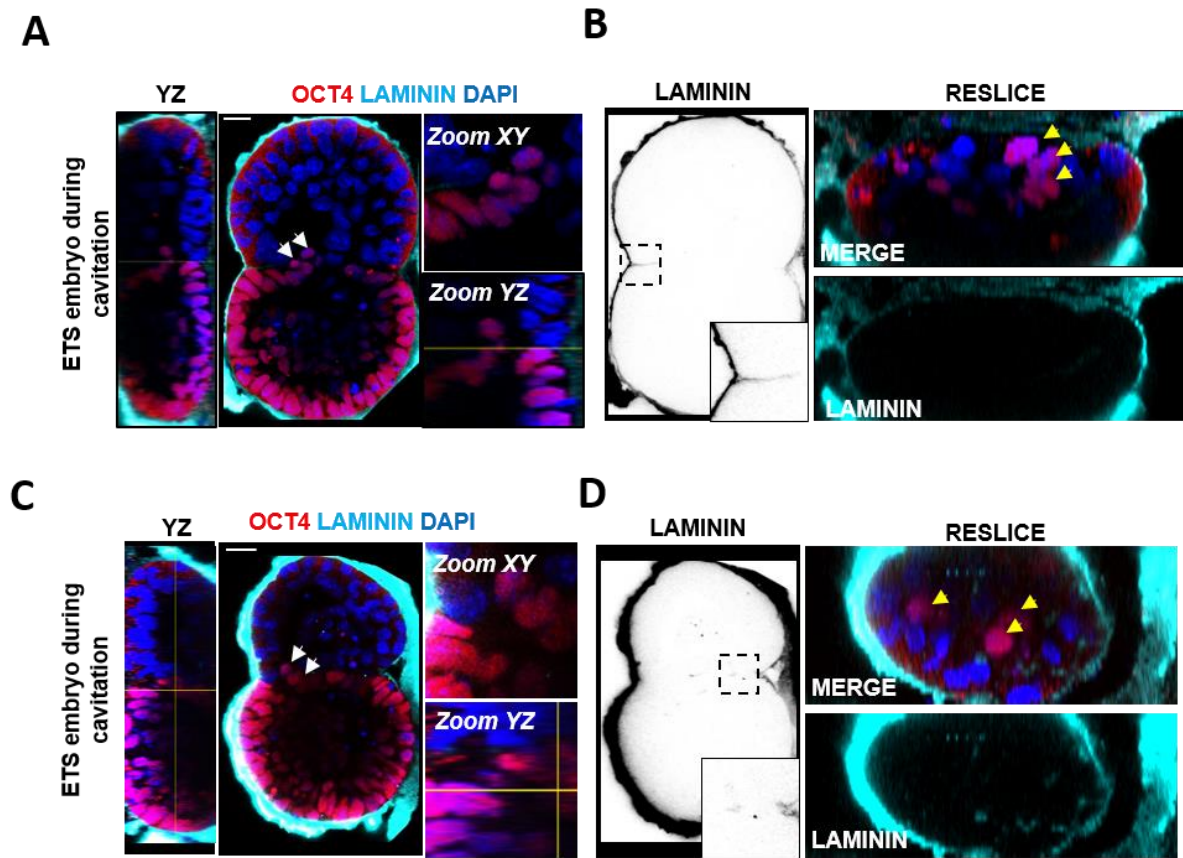 A
YZ
OCT4 LAMININ DAPI
ETS embryo during
cavitation
Zoom XY
Zoom YZ
B
LAMININ
RESLICE
MERGE
LAMININ
C
YZ
OCT4 LAMININ DAPI
ETS embryo during
cavitation
Zoom XY
Zoom YZ
D
LAMININ
RESLICE
MERGE
LAMININ